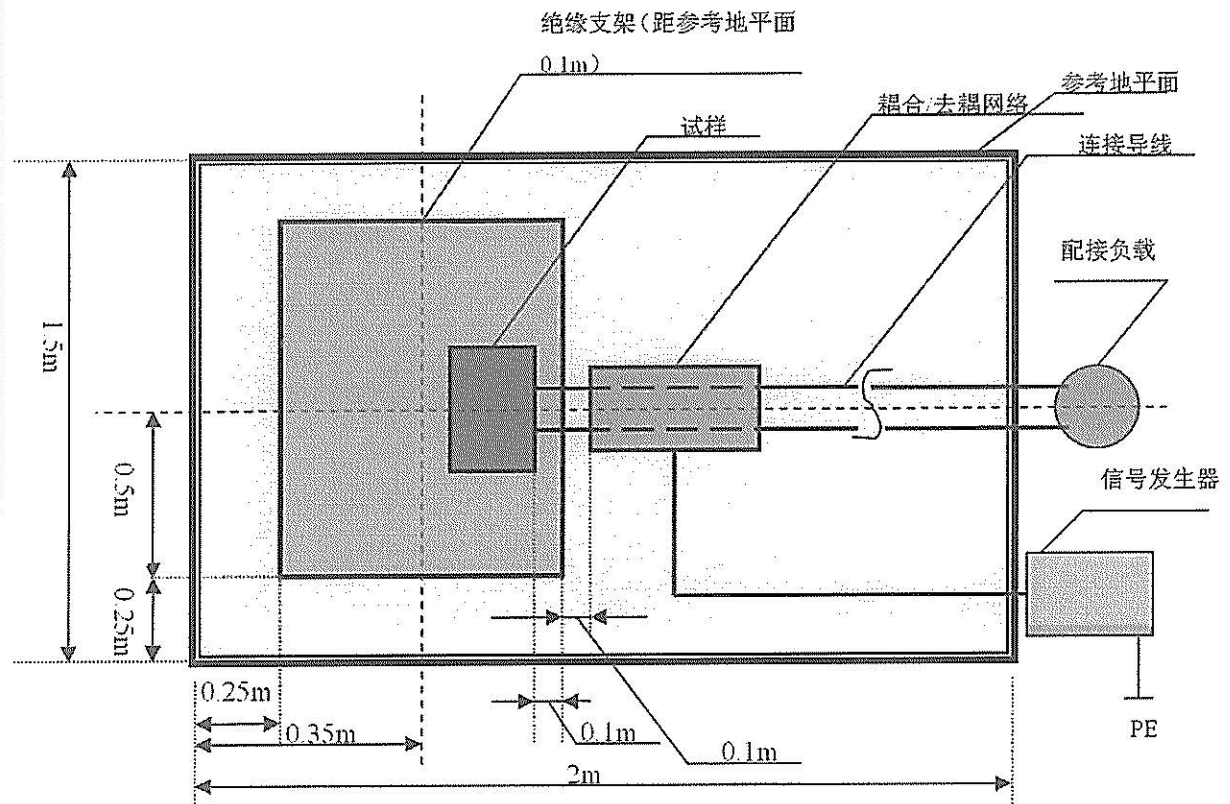 绝缘支架(距参考地平面
0.1m)
参考地平面
耦合/去耦网络
试样
连接导线
配接负载
1.5m
0.5m
信号发生器
0.25m
0.25m
0.35m
0.1m
0.1m
PE
2m